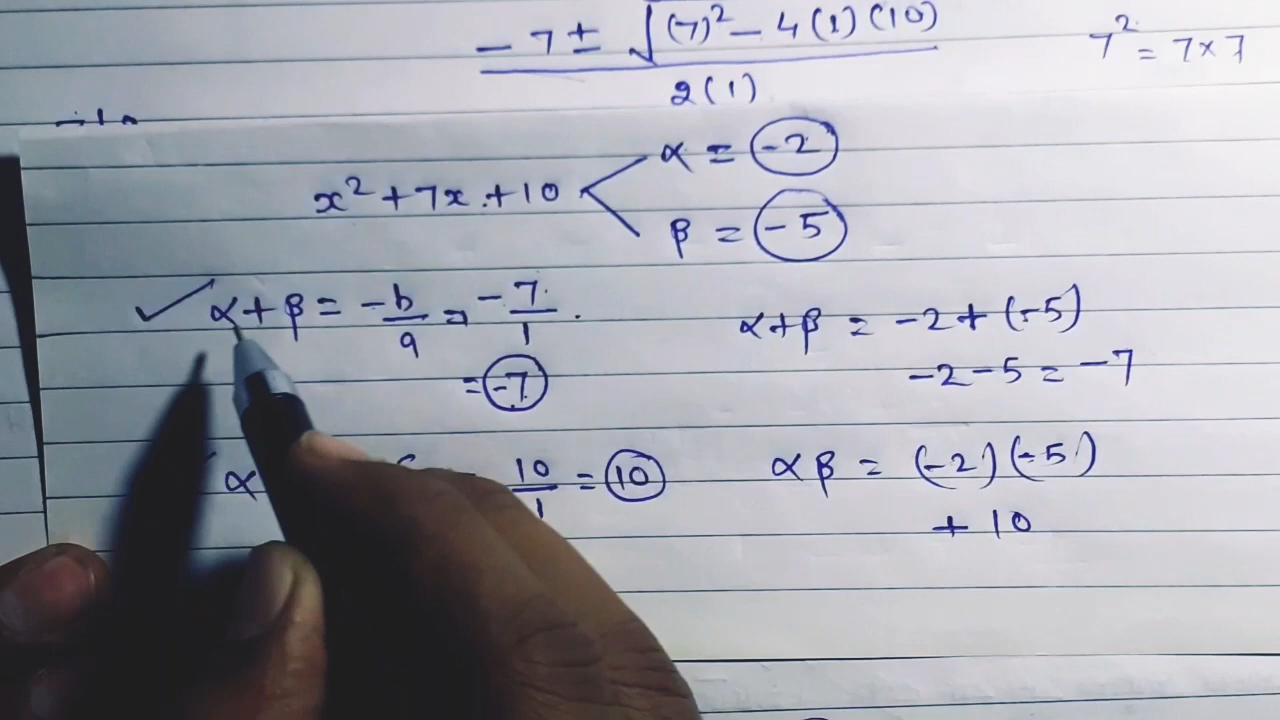 -7 ± √(7)² - 4(1)(10)
2(1)
7² = 7×7
x² + 7x + 10
α = -2
β = -5
α + β = -b/a = -7/1.
= -7
α+β = -2 + (-5)
-2 - 5 = -7
α 10/1 = 10
αβ = (-2)(-5)
+ 10